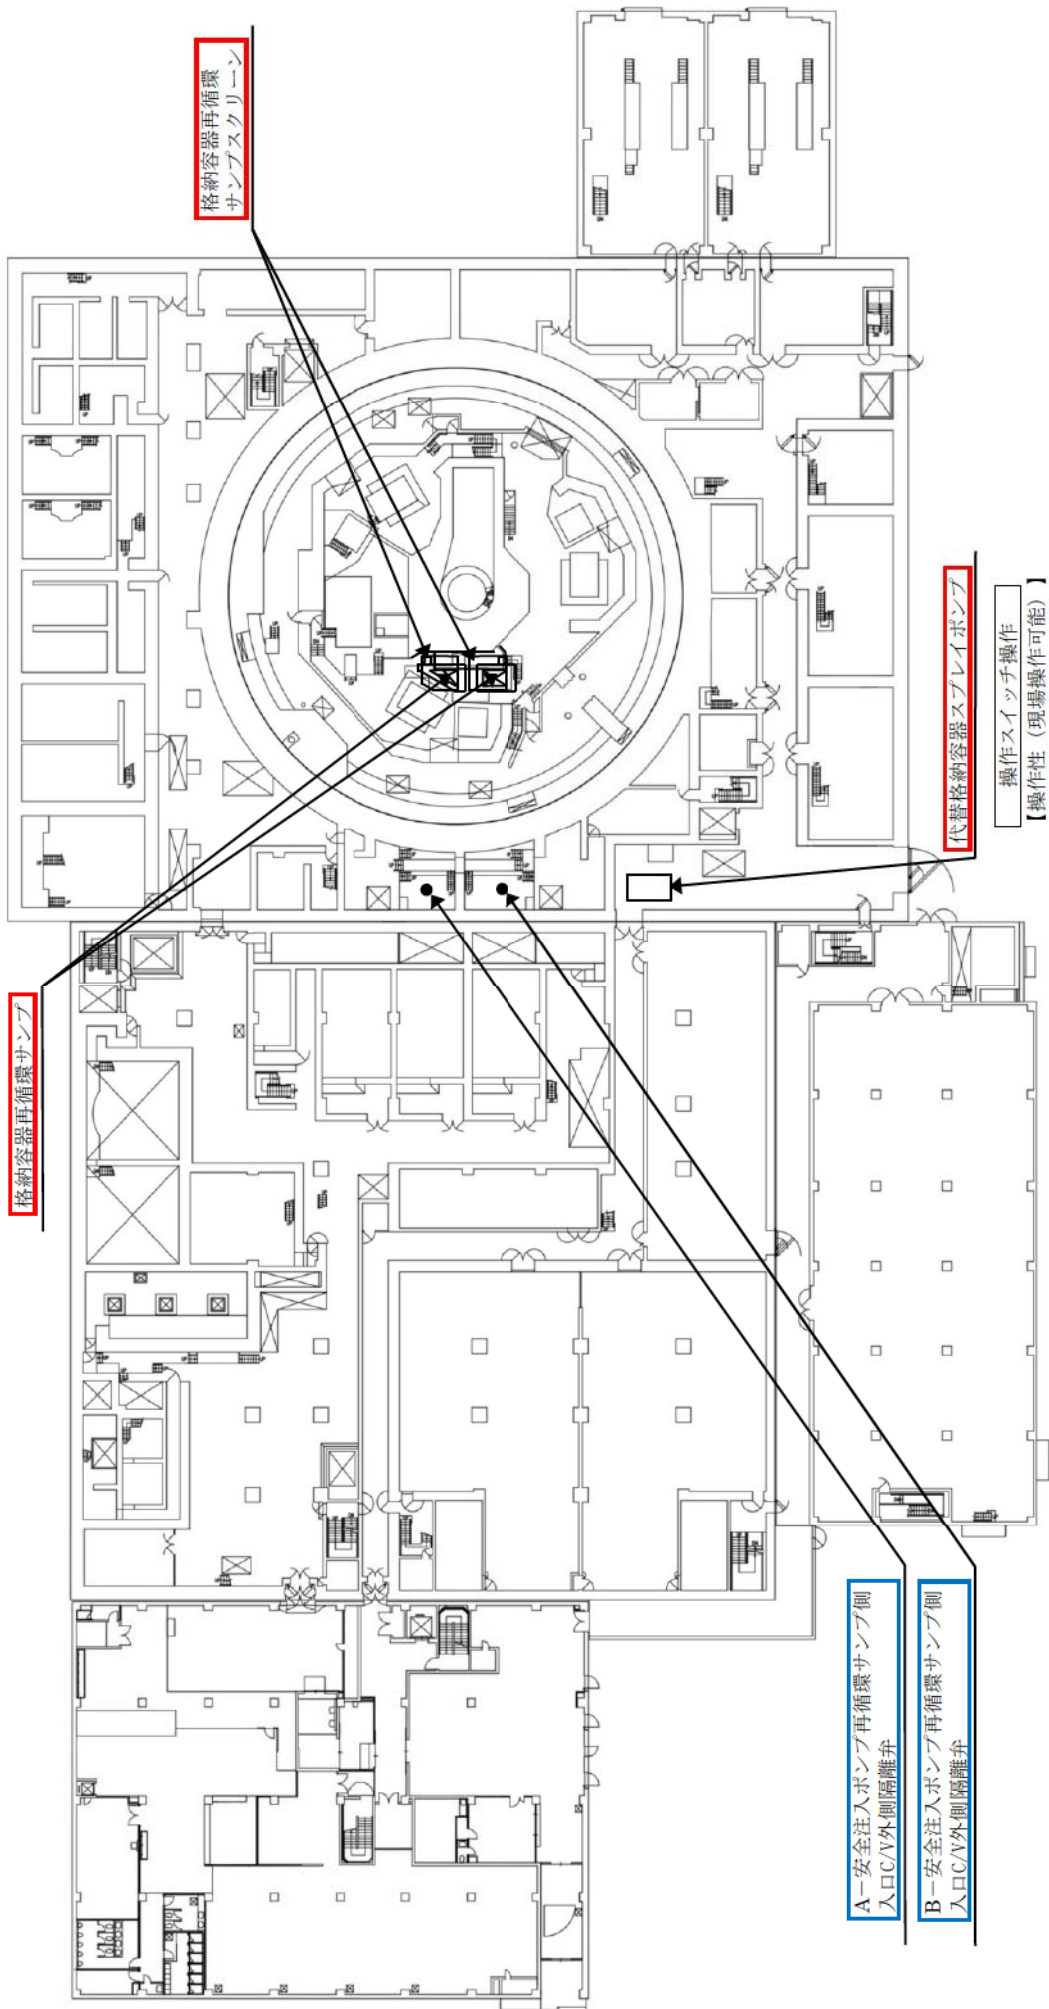 格納容器再循環サンプ
格納容器再循環
サンプスクリーン
代替格納容器スプレイポンプ
操作スイッチ操作
【操作性（現場操作可能）】
A－安全注入ポンプ再循環サンプ側
入口C/V外側隔離弁
B－安全注入ポンプ再循環サンプ側
入口C/V外側隔離弁